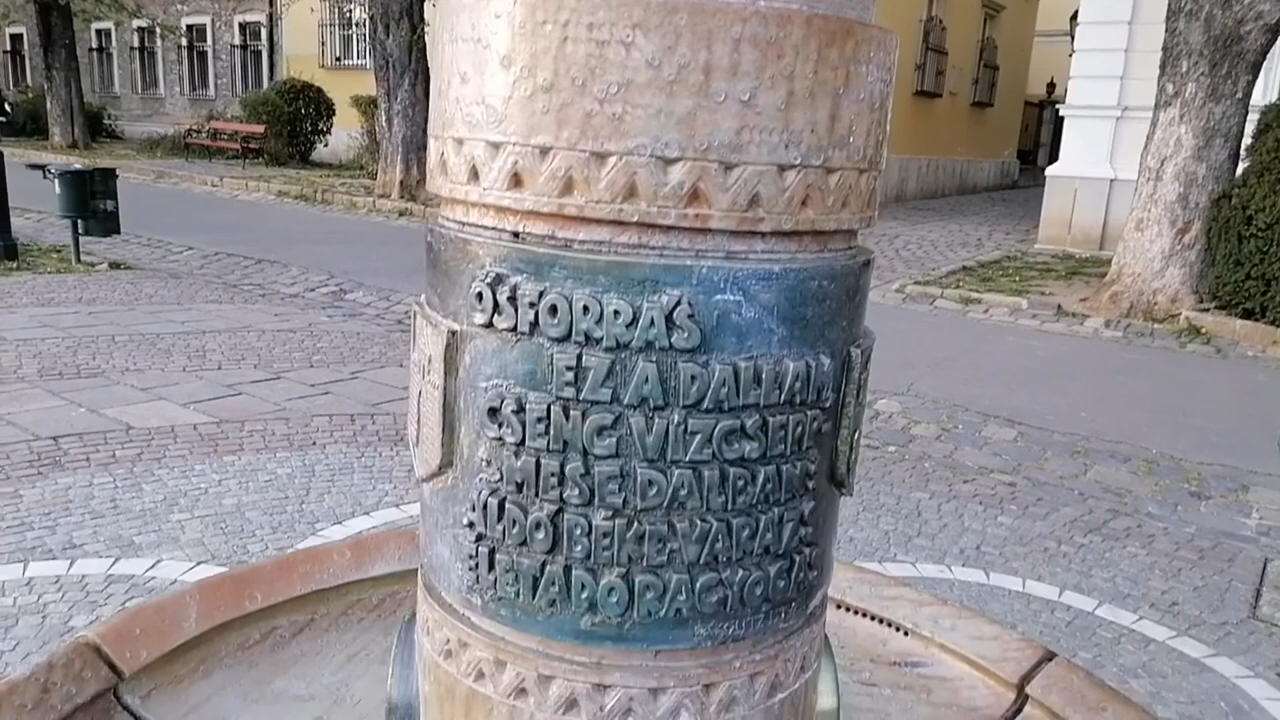 ŐSFORRÁS
EZ A DALLAM
CSENG VÍZCSEPP-
MESE DALBAN
ÁLDÓ BÉKE-VARÁZS
ÉLETADÓ RAGYOGÁS